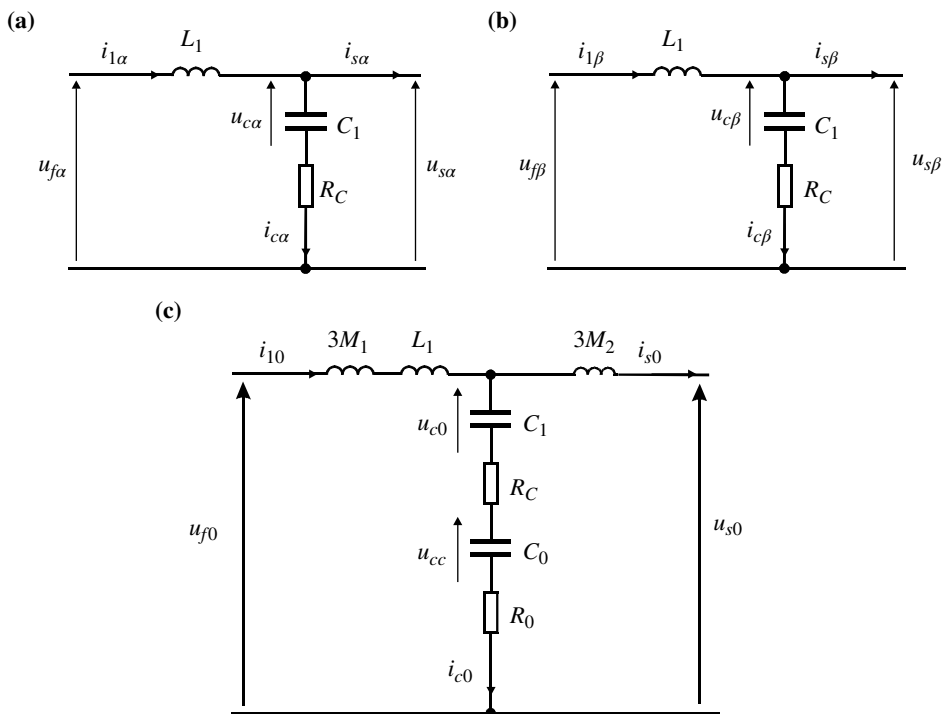 (a)
i1α L1 isα
ucα C1
ufα usα
RC
icα
(b)
i1β L1 isβ
ucβ C1
ufβ usβ
RC
icβ
(c)
3M1 L1 3M2
i10 is0
uc0 C1
RC
uf0 us0
ucc C0
R0
ic0